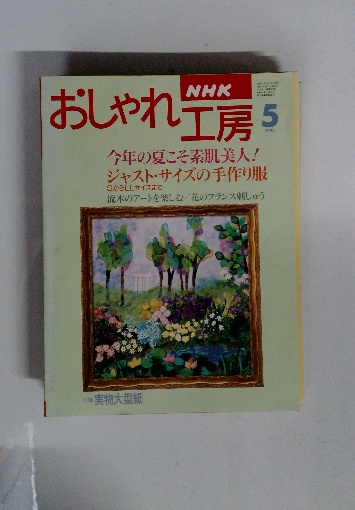 NHK
おしゃれ工房
5
今年の夏こそ素肌美人!
ジャスト・サイズの手作り服
SからLLサイズまで
流木のアートを楽しむ/花のフランス刺しゅう
実物大型紙